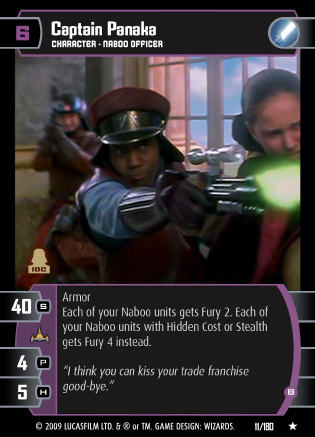 6
Captain Panaka
CHARACTER • NABOO OFFICER
IDC
40 S
4 P
5 H
Armor
Each of your Naboo units gets Fury 2. Each of
your Naboo units with Hidden Cost or Stealth
gets Fury 4 instead.
"I think you can kiss your trade franchise
good-bye."
© 2009 LUCASFILM LTD. & ® or TM. GAME DESIGN: WIZARDS.
11/180